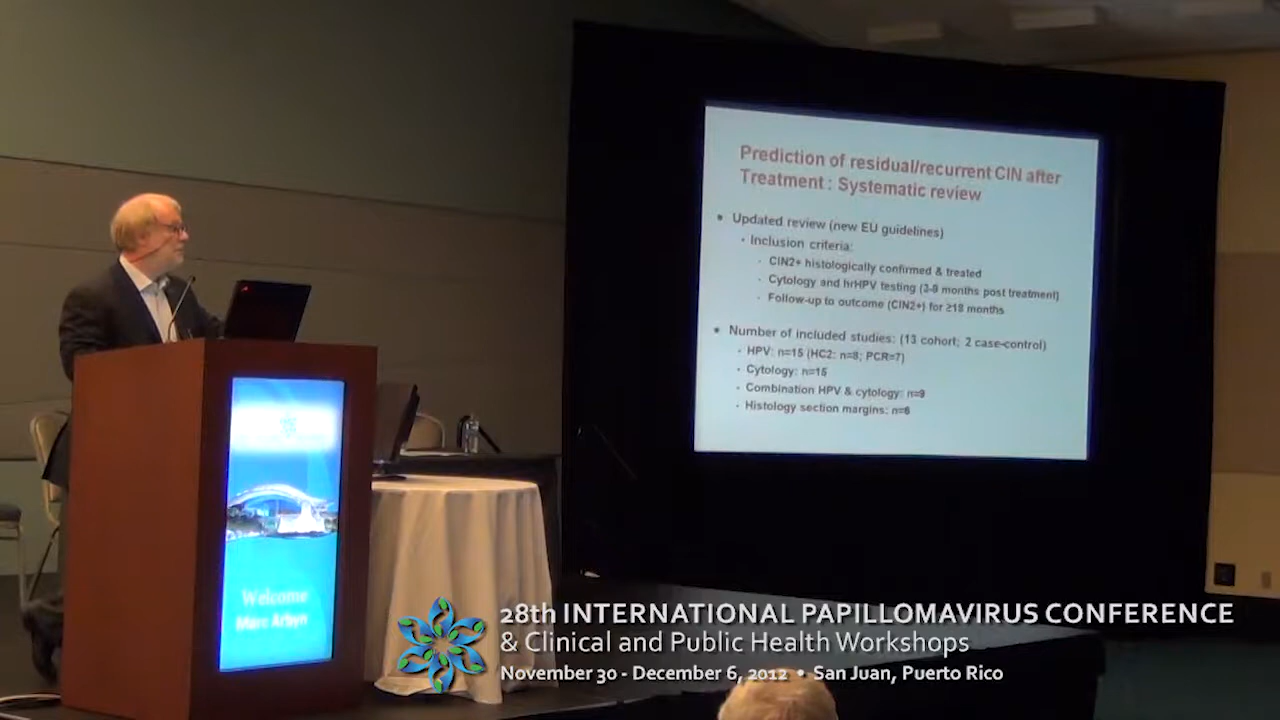 Prediction of residual/recurrent CIN after
Treatment : Systematic review
• Updated review (new EU guidelines)
• Inclusion criteria:
· CIN2+ histologically confirmed & treated
· Cytology and hrHPV testing (3-9 months post treatment)
· Follow-up to outcome (CIN2+) for ≥18 months
• Number of included studies: (13 cohort; 2 case-control)
• HPV: n=15 (HC2: n=8; PCR=7)
• Cytology: n=15
• Combination HPV & cytology: n=9
• Histology section margins: n=6
Welcome
Marc Arbyn
28th INTERNATIONAL PAPILLOMAVIRUS CONFERENCE
& Clinical and Public Health Workshops
November 30 - December 6, 2012 • San Juan, Puerto Rico